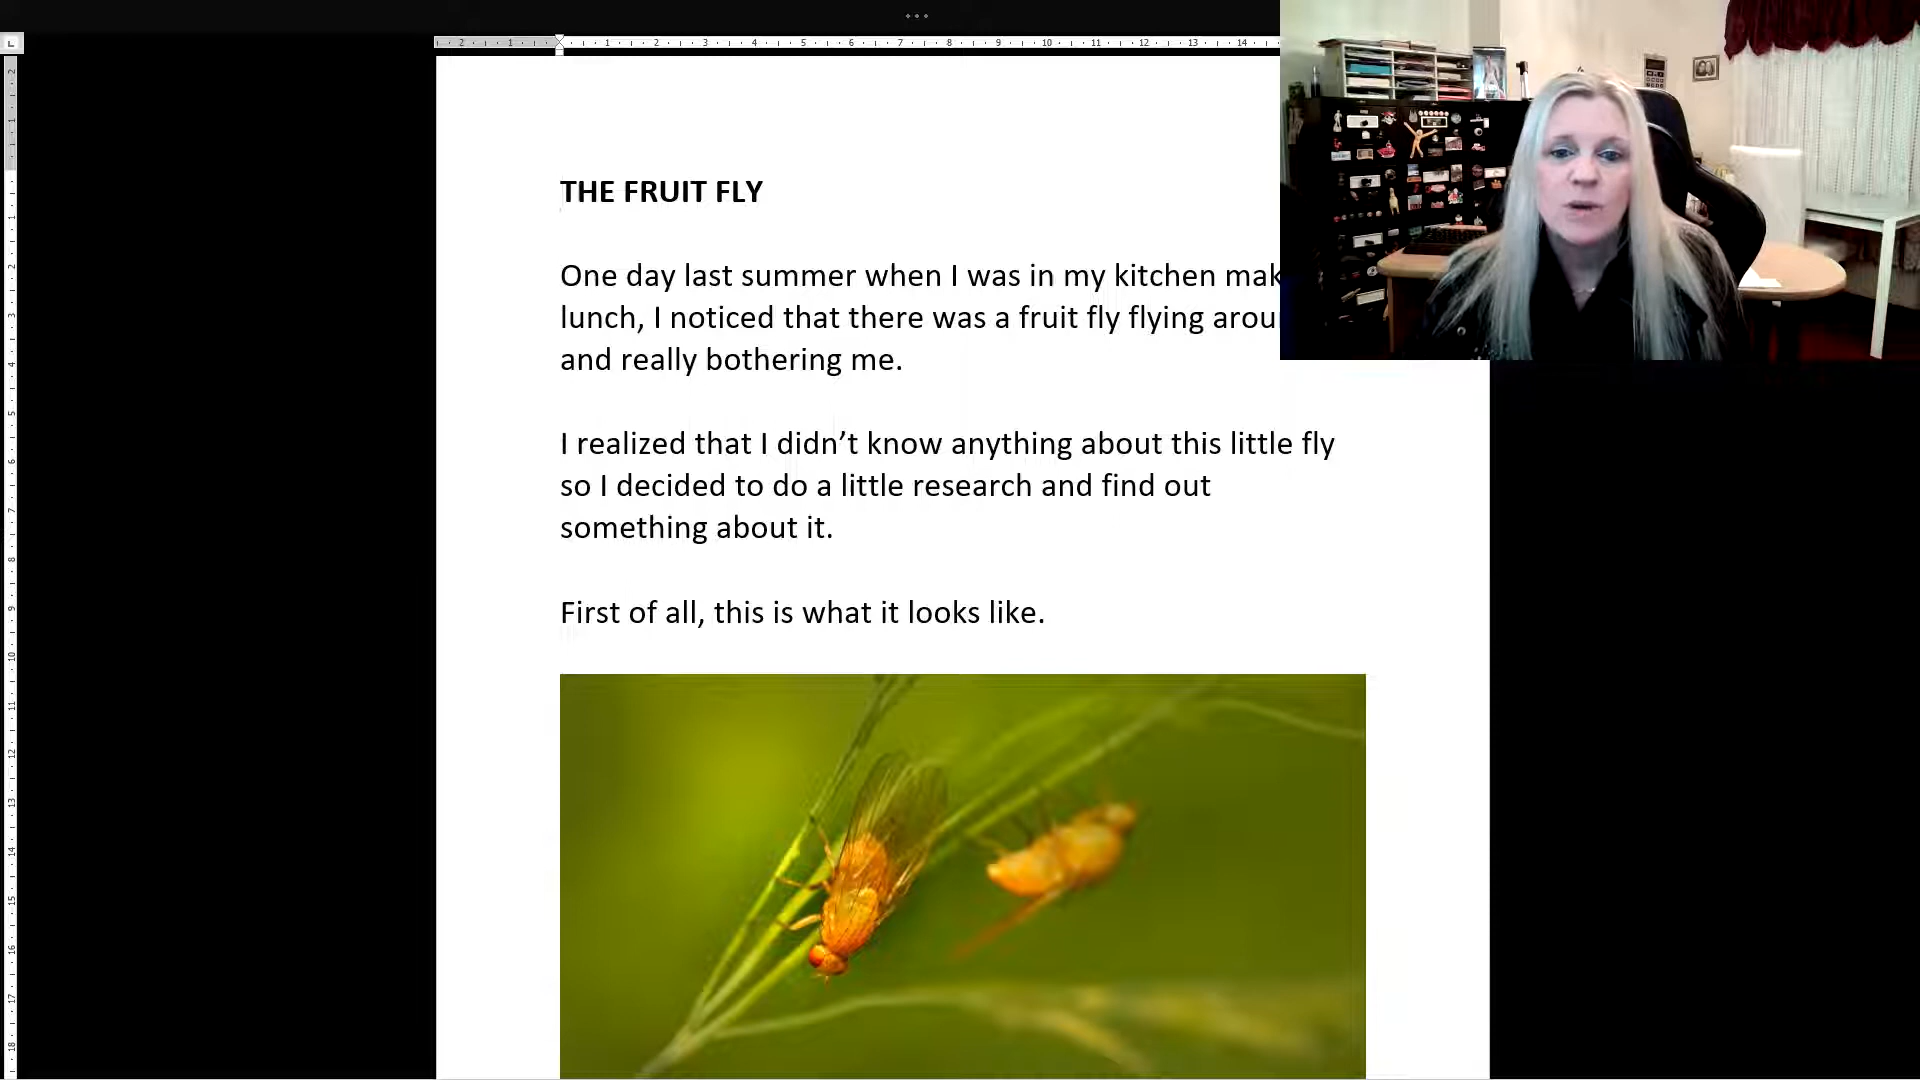 THE FRUIT FLY
One day last summer when I was in my kitchen
lunch, I noticed that there was a fruit fly flying
and really bothering me.
I realized that I didn’t know anything about this little fly
so I decided to do a little research and find out
something about it.
First of all, this is what it looks like.